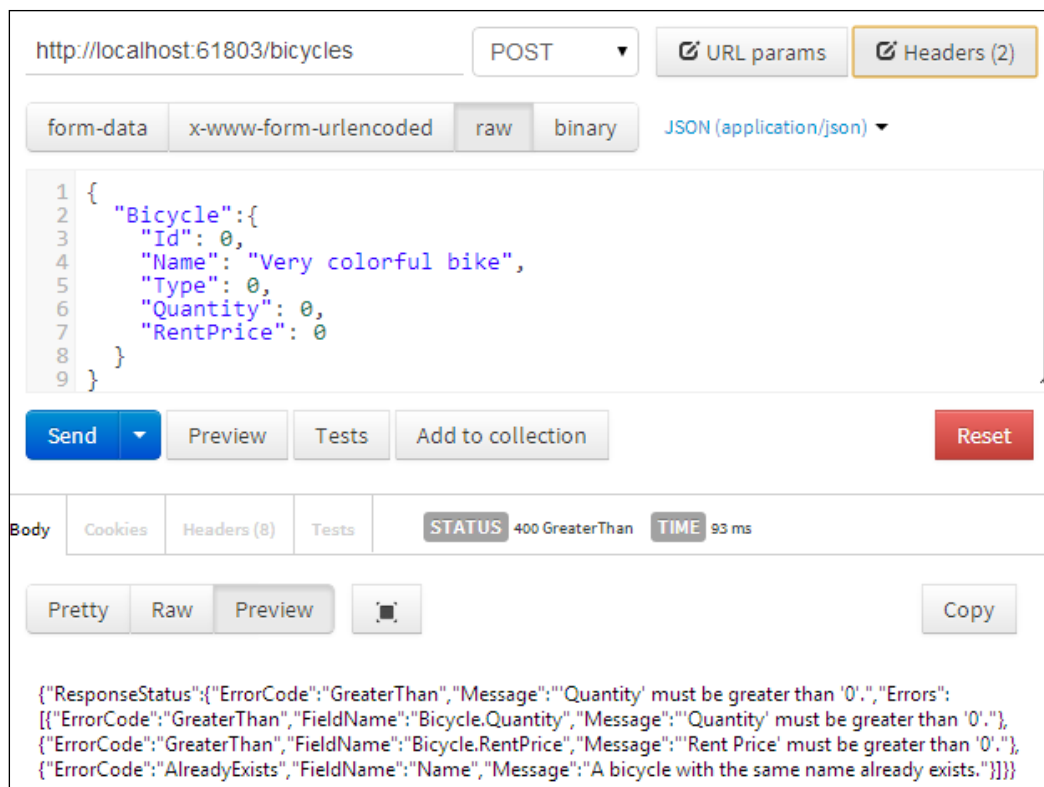 http://localhost:61803/bicycles POST URL params Headers (2)
form-data x-www-form-urlencoded raw binary JSON (application/json)
1 {
2 "Bicycle":{
3 "Id": 0,
4 "Name": "Very colorful bike",
5 "Type": 0,
6 "Quantity": 0,
7 "RentPrice": 0
8 }
9 }
Send Preview Tests Add to collection Reset
Body Cookies Headers (8) Tests STATUS 400 GreaterThan TIME 93 ms
Pretty Raw Preview Copy
{"ResponseStatus":{"ErrorCode":"GreaterThan","Message":"'Quantity' must be greater than '0'.","Errors":
[{"ErrorCode":"GreaterThan","FieldName":"Bicycle.Quantity","Message":"'Quantity' must be greater than '0'."},
{"ErrorCode":"GreaterThan","FieldName":"Bicycle.RentPrice","Message":"'Rent Price' must be greater than '0'."},
{"ErrorCode":"AlreadyExists","FieldName":"Name","Message":"A bicycle with the same name already exists."}]}}